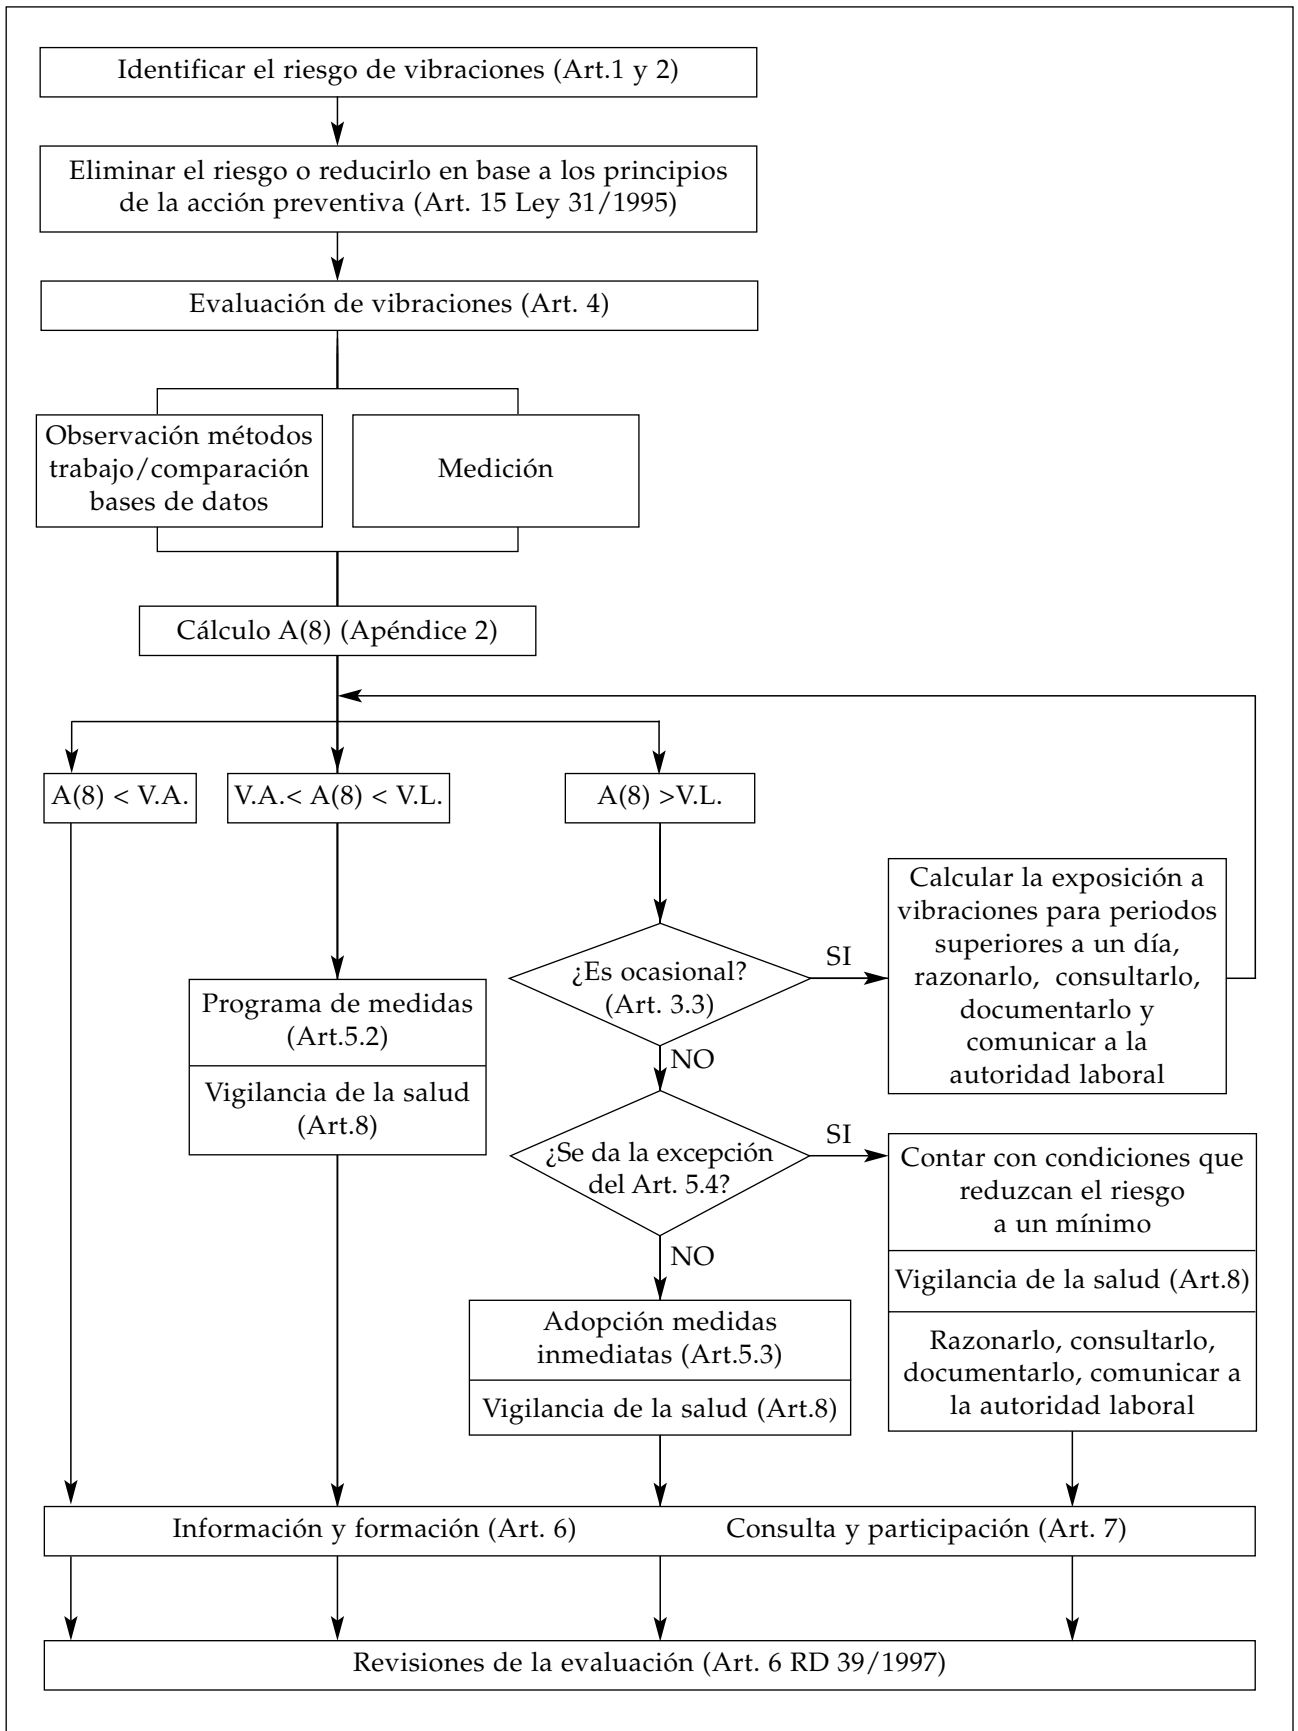 Identificar el riesgo de vibraciones (Art.1 y 2)
Eliminar el riesgo o reducirlo en base a los principios
de la acción preventiva (Art. 15 Ley 31/1995)
Evaluación de vibraciones (Art. 4)
Observación métodos
trabajo/comparación
bases de datos
Medición
Cálculo A(8) (Apéndice 2)
A(8) < V.A.
V.A.< A(8) < V.L.
A(8) >V.L.
¿Es ocasional?
(Art. 3.3)
SI
Calcular la exposición a
vibraciones para periodos
superiores a un día,
razonarlo, consultarlo,
documentarlo y
comunicar a la
autoridad laboral
NO
Programa de medidas
(Art.5.2)
Vigilancia de la salud
(Art.8)
¿Se da la excepción
del Art. 5.4?
SI
Contar con condiciones que
reduzcan el riesgo
a un mínimo
Vigilancia de la salud (Art.8)
Razonarlo, consultarlo,
documentarlo, comunicar a
la autoridad laboral
NO
Adopción medidas
inmediatas (Art.5.3)
Vigilancia de la salud (Art.8)
Información y formación (Art. 6)
Consulta y participación (Art. 7)
Revisiones de la evaluación (Art. 6 RD 39/1997)